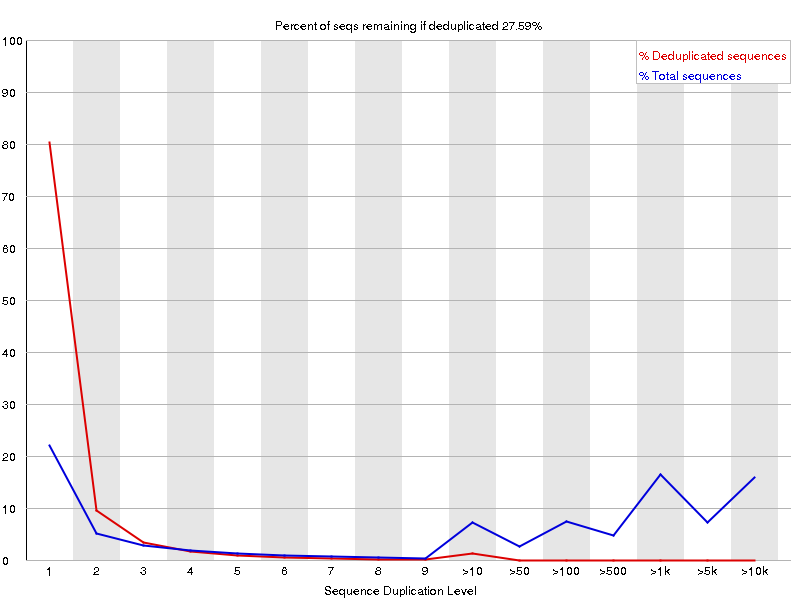 Percent of seqs remaining if deduplicated 27.59%
% Deduplicated sequences
% Total sequences
100
90
80
70
60
50
40
30
20
10
0
1 2 3 4 5 6 7 8 9 >10 >50 >100 >500 >1k >5k >10k
Sequence Duplication Level